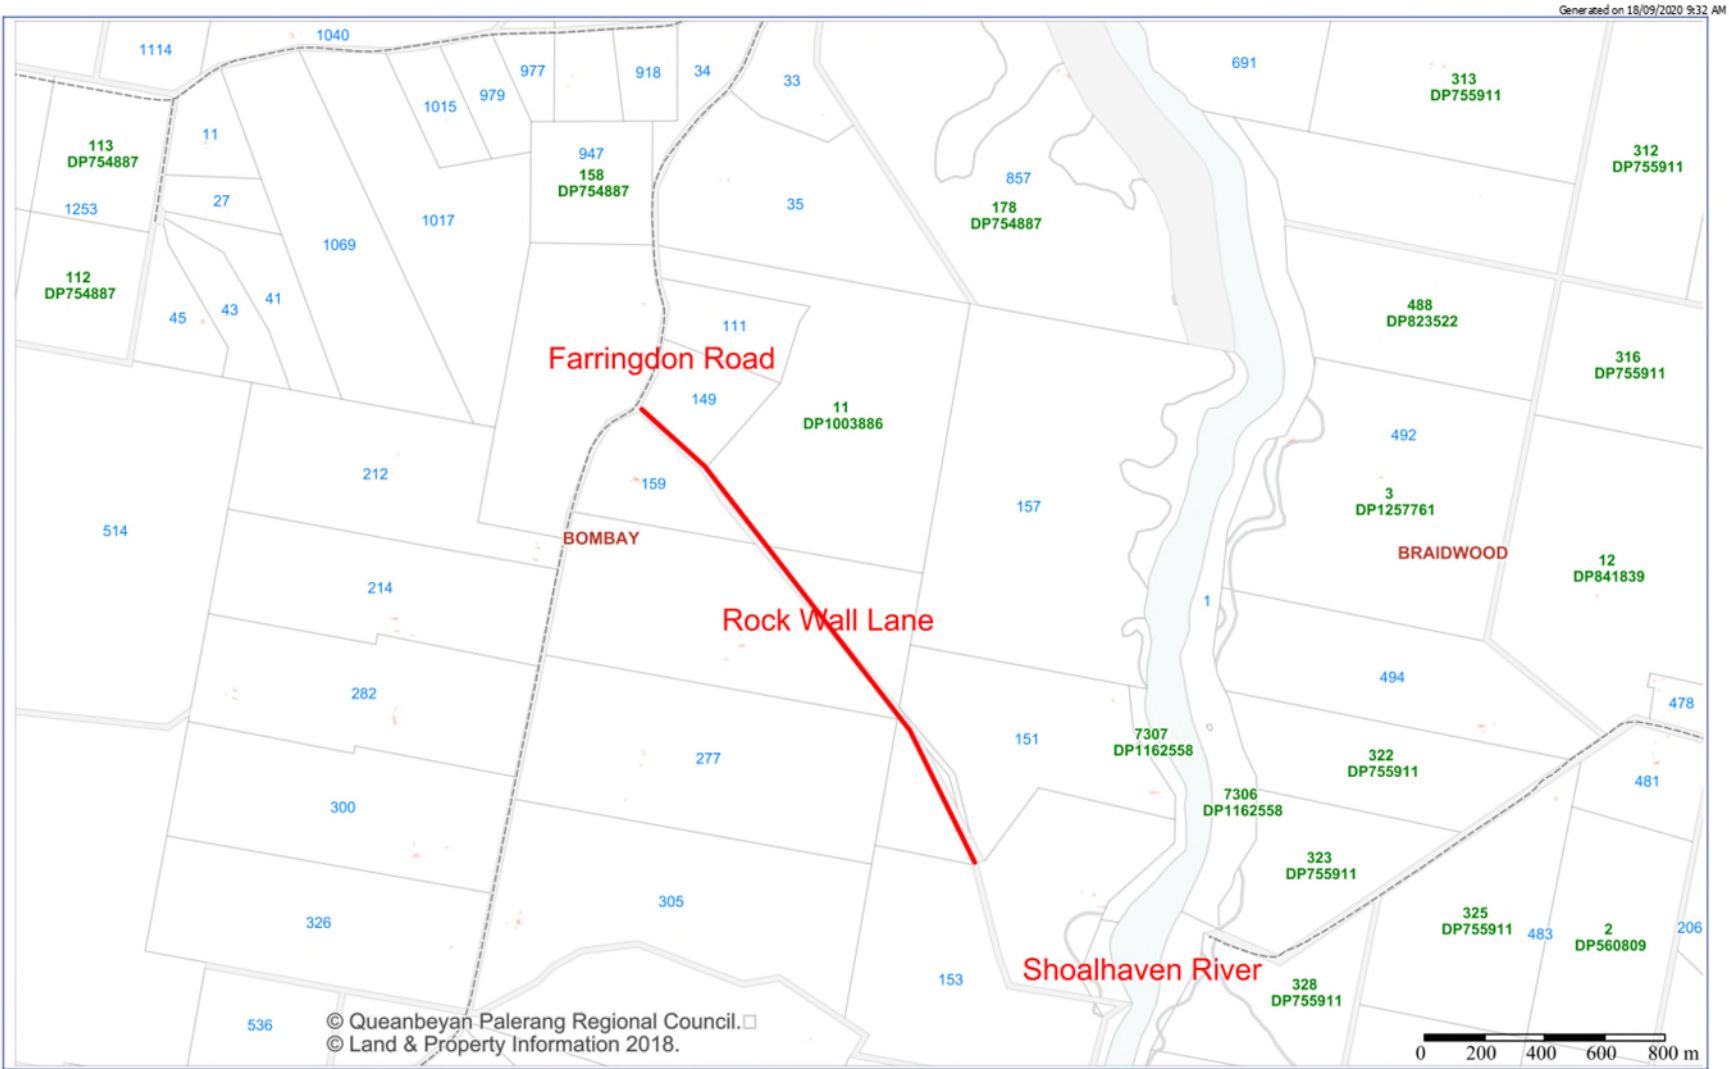 Generated on 18/09/2020 9:32 AM
1040
1114
691
977
918
34
33
313
DP755911
979
1015
11
113
DP754887
947
158
DP754887
312
DP755911
857
178
DP754887
27
1253
35
1017
1069
112
DP754887
41
43
45
488
DP823522
111
Farringdon Road
316
DP755911
149
11
DP1003886
492
212
159
3
DP1257761
157
514
BOMBAY
BRAIDWOOD
12
DP841839
214
1
Rock Wall Lane
494
282
478
7307
DP1162558
151
277
322
DP755911
481
7306
DP1162558
300
323
DP755911
305
326
325
DP755911
483
2
DP560809
206
Shoalhaven River
153
328
DP755911
536
© Queanbeyan Palerang Regional Council.
© Land & Property Information 2018.
0 200 400 600 800 m